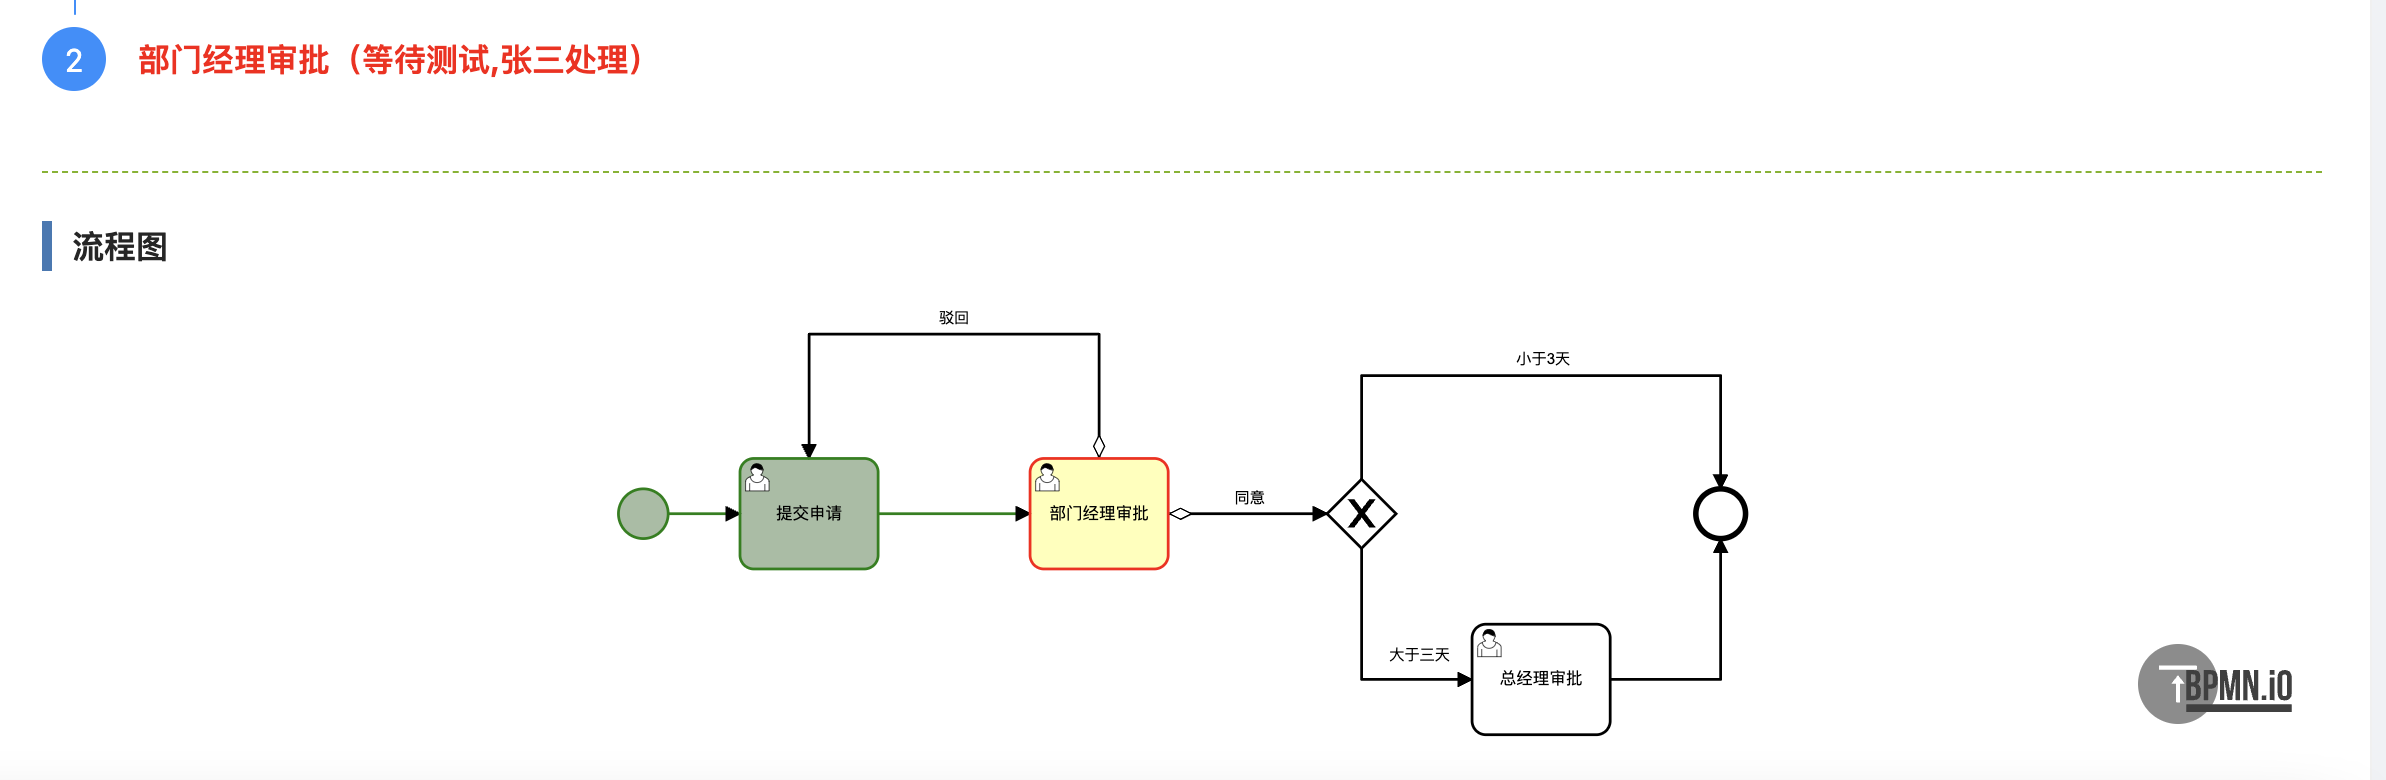 2
部门经理审批（等待测试,张三处理）
流程图
驳回
小于3天
提交申请
部门经理审批
同意
X
大于三天
总经理审批
BPMN.iO